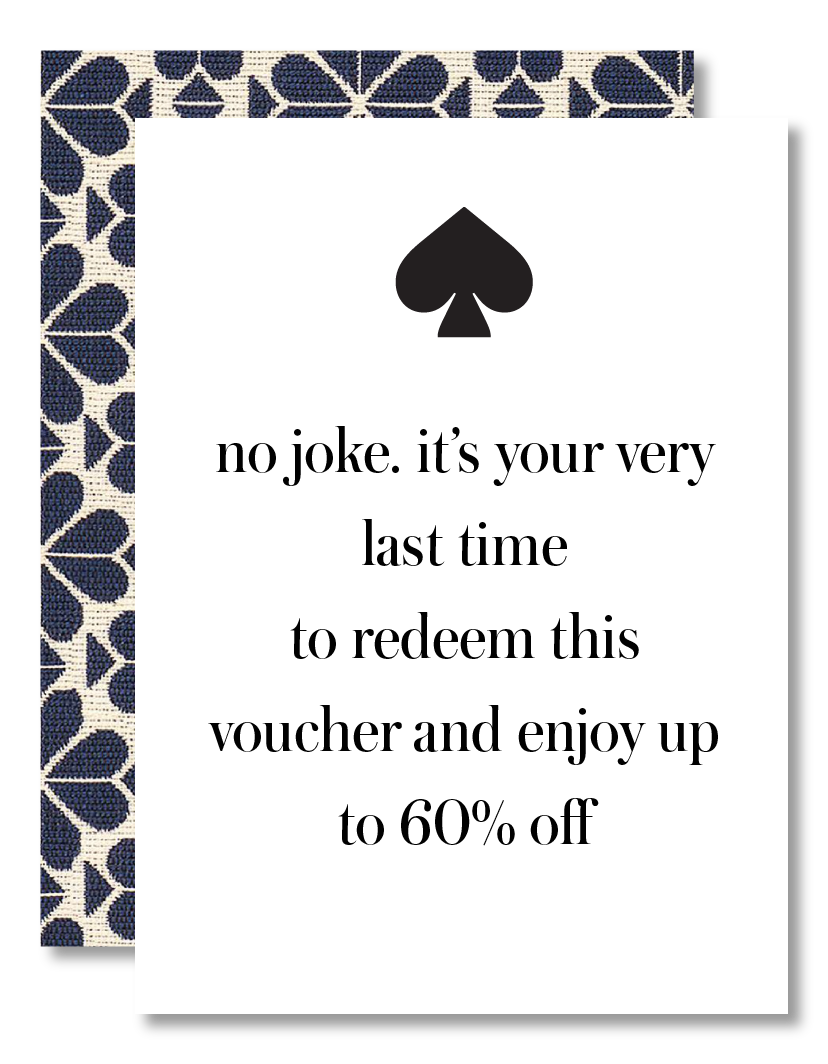 no joke. it’s your very
last time
to redeem this
voucher and enjoy up
to 60% off